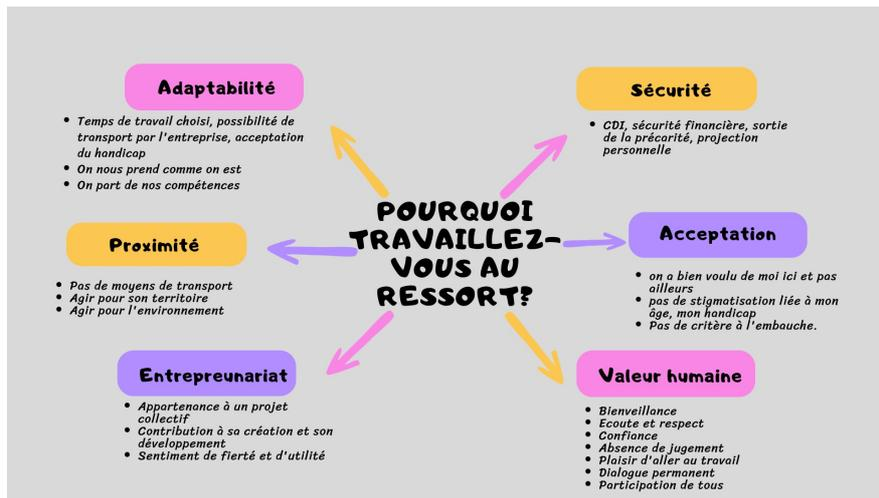 Adaptabilité
• Temps de travail choisi, possibilité de
transport par l'entreprise, acceptation
du handicap
• On nous prend comme on est
• On part de nos compétences
Sécurité
• CDI, sécurité financière, sortie
de la précarité, projection
personnelle
POURQUOI
TRAVAILLEZ-
VOUS AU
RESSORT?
Proximité
• Pas de moyens de transport
• Agir pour son territoire
• Agir pour l'environnement
Acceptation
• on a bien voulu de moi ici et pas
ailleurs
• pas de stigmatisation liée à mon
âge, mon handicap
• Pas de critère à l'embauche.
Entrepreunariat
• Appartenance à un projet
collectif
• Contribution à sa création et son
développement
• Sentiment de fierté et d'utilité
Valeur humaine
• Bienveillance
• Ecoute et respect
• Confiance
• Absence de jugement
• Plaisir d'aller au travail
• Dialogue permanent
• Participation de tous